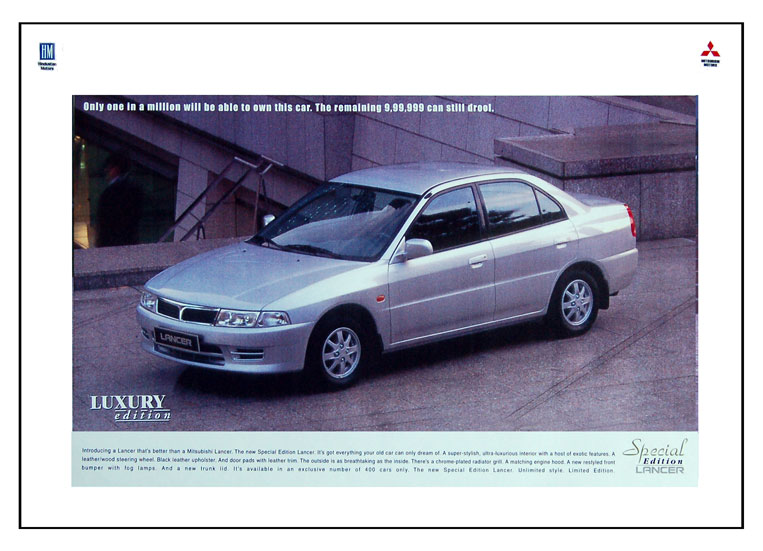 HM
Hindustan
Motors
MITSUBISHI
MOTORS
Only one in a million will be able to own this car. The remaining 9,99,999 can still drool.
LANCER
LUXURY
edition
Introducing a Lancer that's better than a Mitsubishi Lancer. The new Special Edition Lancer. It's got everything your old car can only dream of. A super-stylish, ultra-luxurious interior with a host of exotic features. A
leather/wood steering wheel. Black leather upholster. And door pads with leather trim. The outside is as breathtaking as the inside. There's a chrome-plated radiator grill. A matching engine hood. A new restyled front
bumper with fog lamps. And a new trunk lid. It's available in an exclusive number of 400 cars only. The new Special Edition Lancer. Unlimited style. Limited Edition.
Special
Edition
LANCER